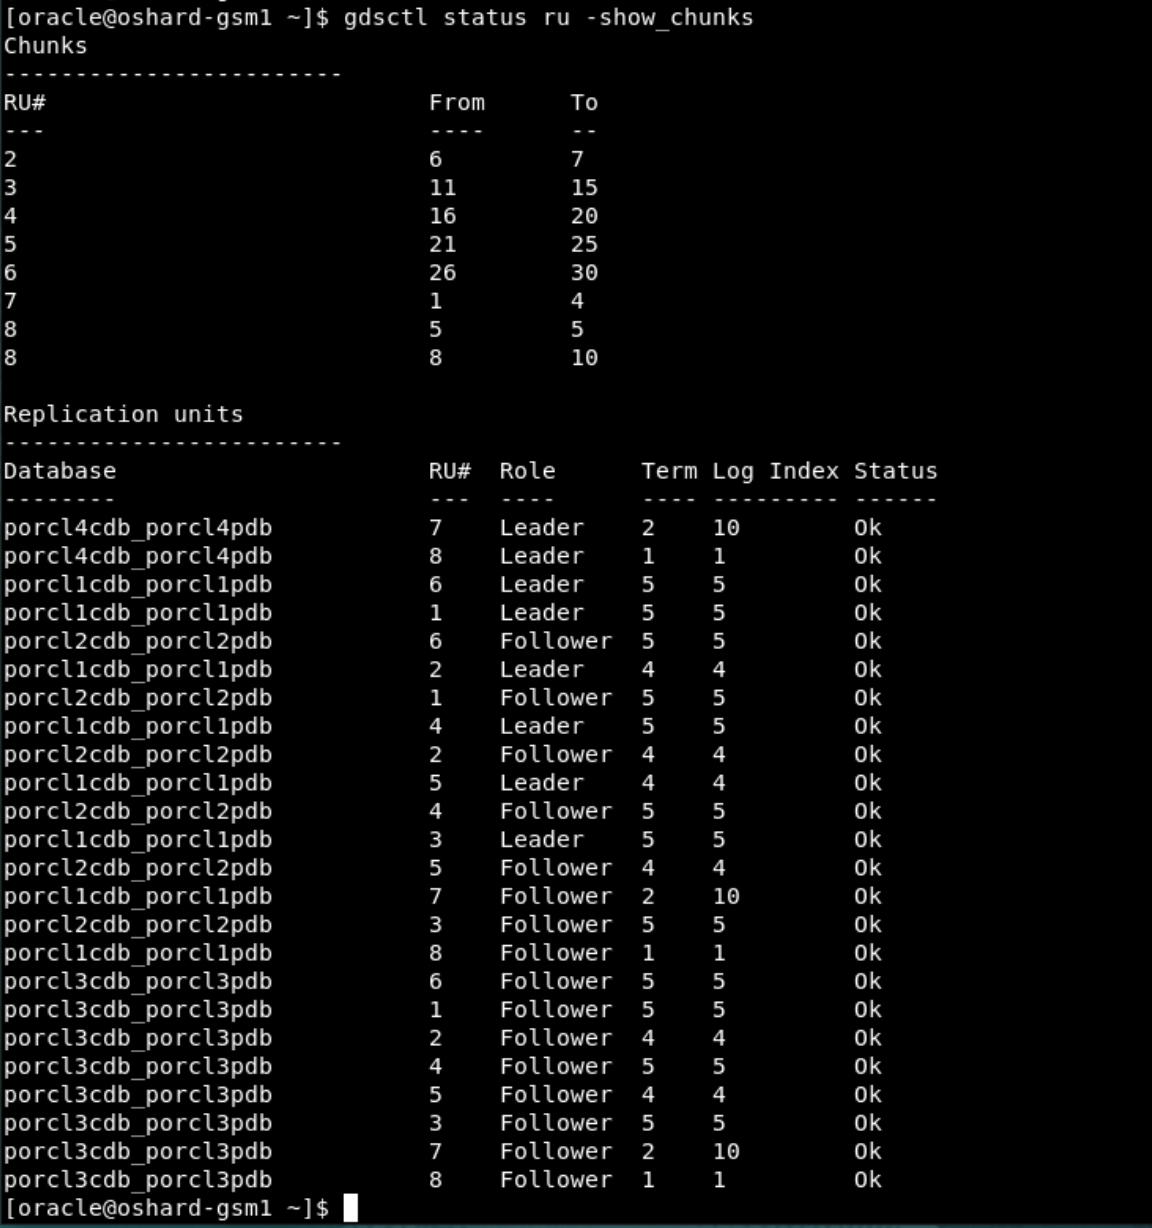 [oracle@oshard-gsm1 ~]$ gdsctl status ru -show_chunks
Chunks
------------------------
RU#                           From      To
---                           ----      --
2                             6         7
3                             11        15
4                             16        20
5                             21        25
6                             26        30
7                             1         4
8                             5         5
8                             8         10

Replication units
------------------------
Database                      RU#  Role      Term Log Index Status
--------                      ---  ----      ---- --------- ------
porcl4cdb_porcl4pdb           7    Leader    2    10        Ok
porcl4cdb_porcl4pdb           8    Leader    1    1         Ok
porcl1cdb_porcl1pdb           6    Leader    5    5         Ok
porcl1cdb_porcl1pdb           1    Leader    5    5         Ok
porcl2cdb_porcl2pdb           6    Follower  5    5         Ok
porcl1cdb_porcl1pdb           2    Leader    4    4         Ok
porcl2cdb_porcl2pdb           1    Follower  5    5         Ok
porcl1cdb_porcl1pdb           4    Leader    5    5         Ok
porcl2cdb_porcl2pdb           2    Follower  4    4         Ok
porcl1cdb_porcl1pdb           5    Leader    4    4         Ok
porcl2cdb_porcl2pdb           4    Follower  5    5         Ok
porcl1cdb_porcl1pdb           3    Leader    5    5         Ok
porcl2cdb_porcl2pdb           5    Follower  4    4         Ok
porcl1cdb_porcl1pdb           7    Follower  2    10        Ok
porcl2cdb_porcl2pdb           3    Follower  5    5         Ok
porcl1cdb_porcl1pdb           8    Follower  1    1         Ok
porcl3cdb_porcl3pdb           6    Follower  5    5         Ok
porcl3cdb_porcl3pdb           1    Follower  5    5         Ok
porcl3cdb_porcl3pdb           2    Follower  4    4         Ok
porcl3cdb_porcl3pdb           4    Follower  5    5         Ok
porcl3cdb_porcl3pdb           5    Follower  4    4         Ok
porcl3cdb_porcl3pdb           3    Follower  5    5         Ok
porcl3cdb_porcl3pdb           7    Follower  2    10        Ok
porcl3cdb_porcl3pdb           8    Follower  1    1         Ok
[oracle@oshard-gsm1 ~]$